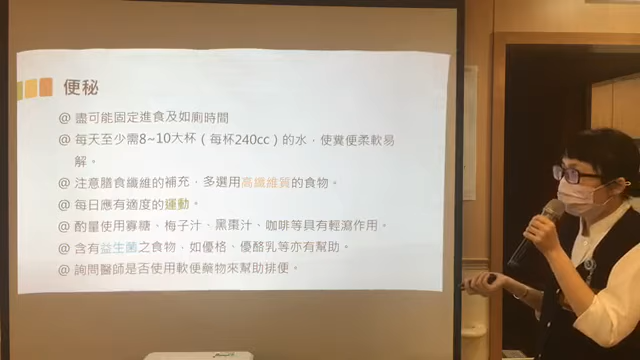 便秘
@ 盡可能固定進食及如廁時間
@ 每天至少需8~10大杯（每杯240cc）的水，使糞便柔軟易
解。
@ 注意膳食纖維的補充，多選用高纖維質的食物。
@ 每日應有適度的運動。
@ 酌量使用寡糖、梅子汁、黑棗汁、咖啡等具有輕瀉作用。
@ 含有益生菌之食物，如優格、優酪乳等亦有幫助。
@ 詢問醫師是否使用軟便藥物來幫助排便。